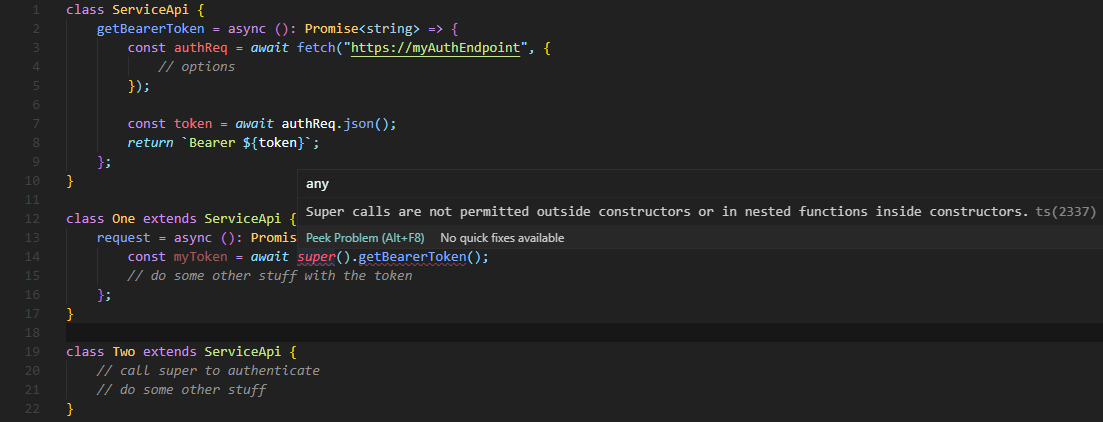 1 class ServiceApi {
2 getBearerToken = async (): Promise<string> => {
3 const authReq = await fetch("https://myAuthEndpoint", {
4 // options
5 });
6
7 const token = await authReq.json();
8 return `Bearer ${token}`;
9 };
10 }
11
any
Super calls are not permitted outside constructors or in nested functions inside constructors. ts(2337)
Peek Problem (Alt+F8) No quick fixes available
12 class One extends ServiceApi {
13 request = async (): Promis
14 const myToken = await super().getBearerToken();
15 // do some other stuff with the token
16 };
17 }
18
19 class Two extends ServiceApi {
20 // call super to authenticate
21 // do some other stuff
22 }